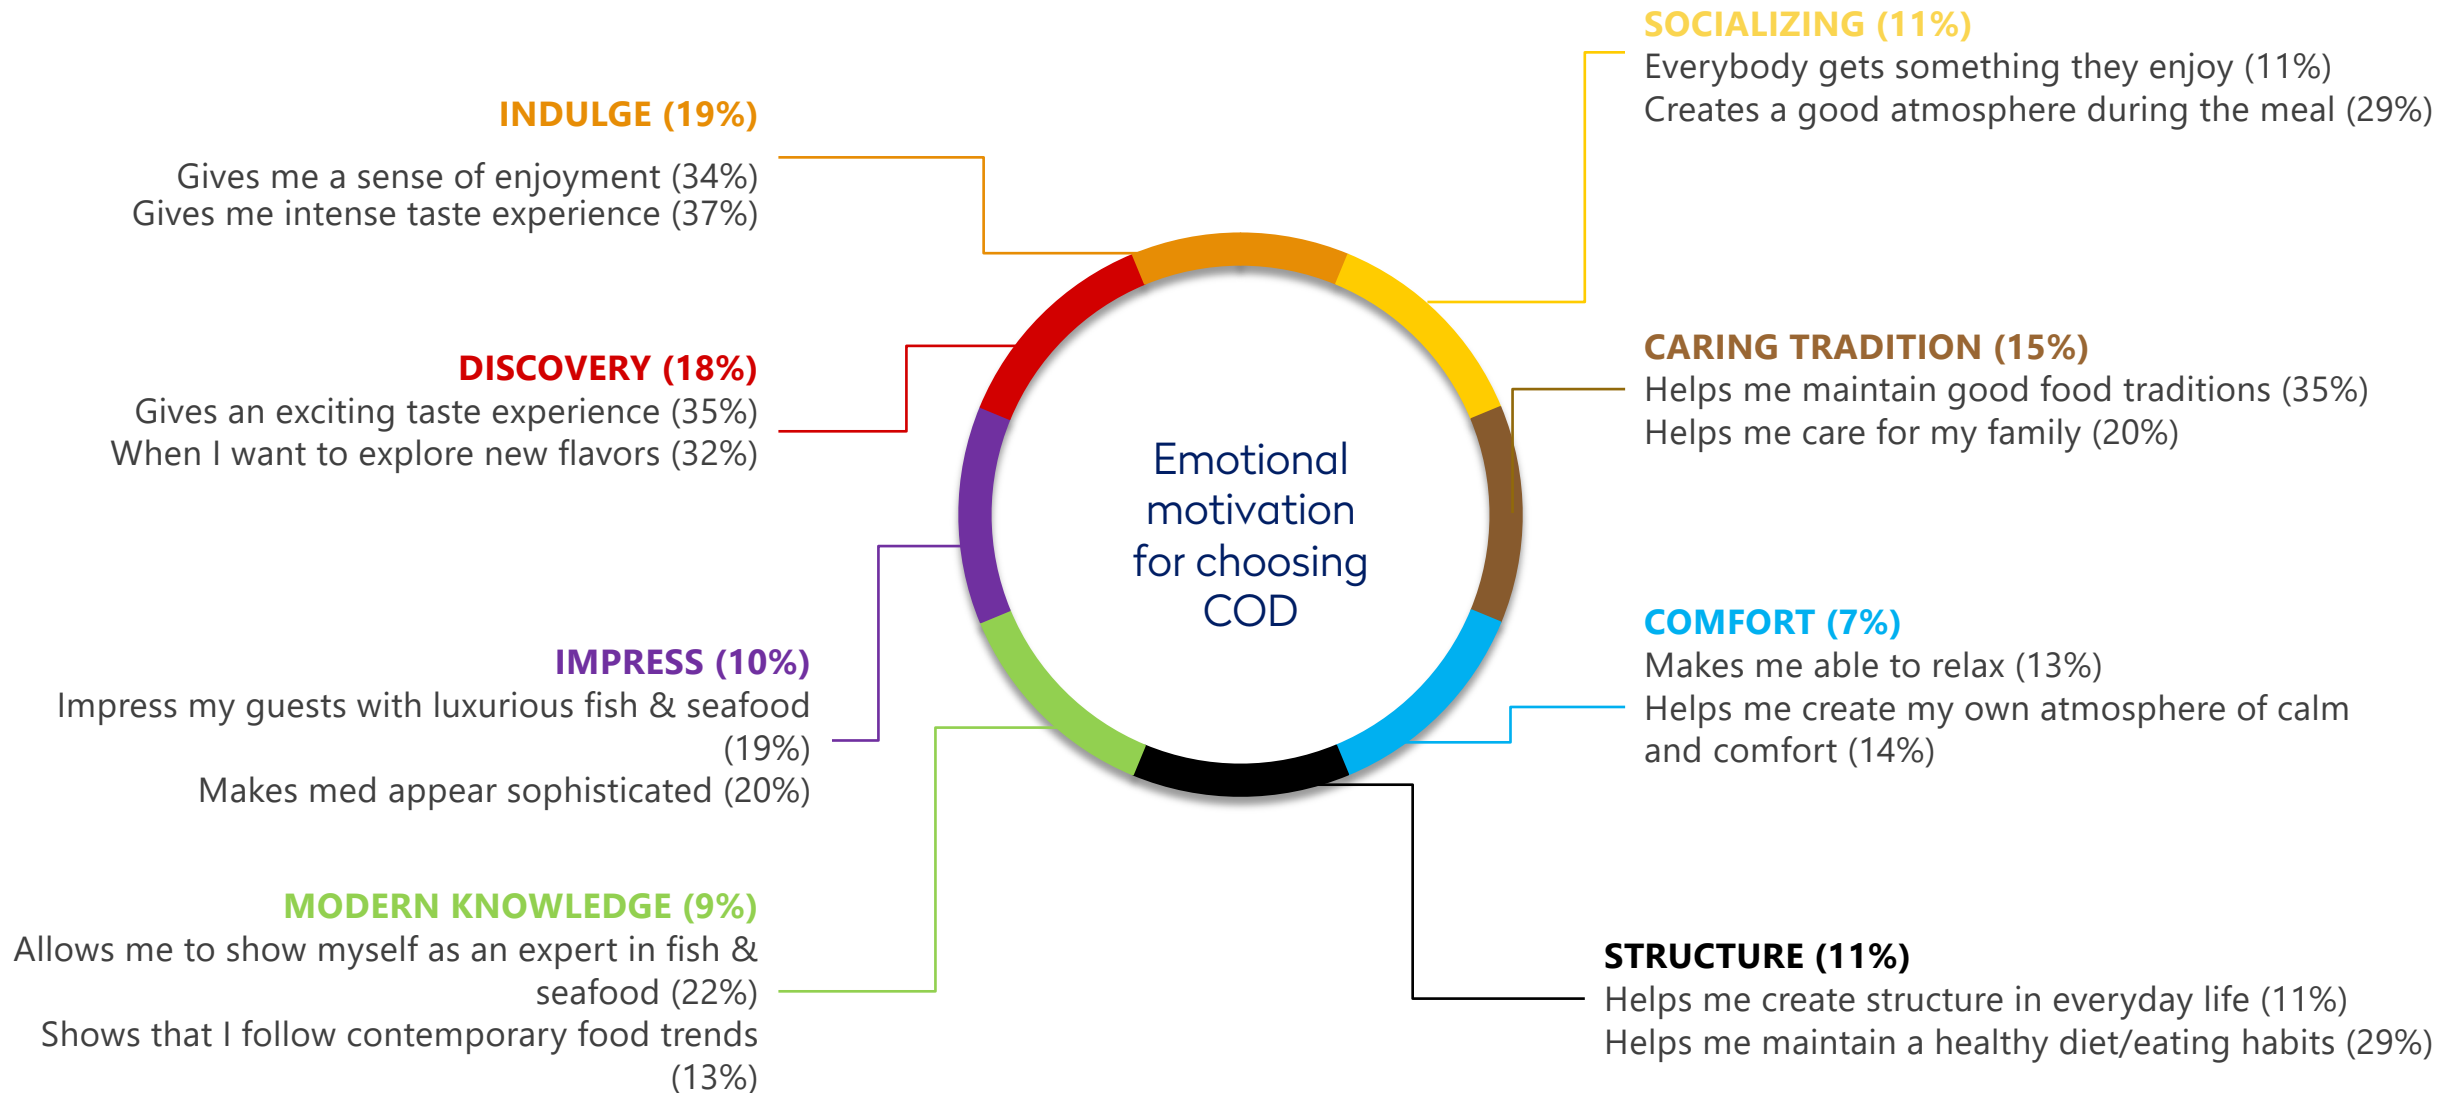 INDULGE (19%)
Gives me a sense of enjoyment (34%)
Gives me intense taste experience (37%)
DISCOVERY (18%)
Gives an exciting taste experience (35%)
When I want to explore new flavors (32%)
IMPRESS (10%)
Impress my guests with luxurious fish & seafood
(19%)
Makes med appear sophisticated (20%)
MODERN KNOWLEDGE (9%)
Allows me to show myself as an expert in fish &
seafood (22%)
Shows that I follow contemporary food trends
(13%)
Emotional
motivation
for choosing
COD
SOCIALIZING (11%)
Everybody gets something they enjoy (11%)
Creates a good atmosphere during the meal (29%)
CARING TRADITION (15%)
Helps me maintain good food traditions (35%)
Helps me care for my family (20%)
COMFORT (7%)
Makes me able to relax (13%)
Helps me create my own atmosphere of calm
and comfort (14%)
STRUCTURE (11%)
Helps me create structure in everyday life (11%)
Helps me maintain a healthy diet/eating habits (29%)